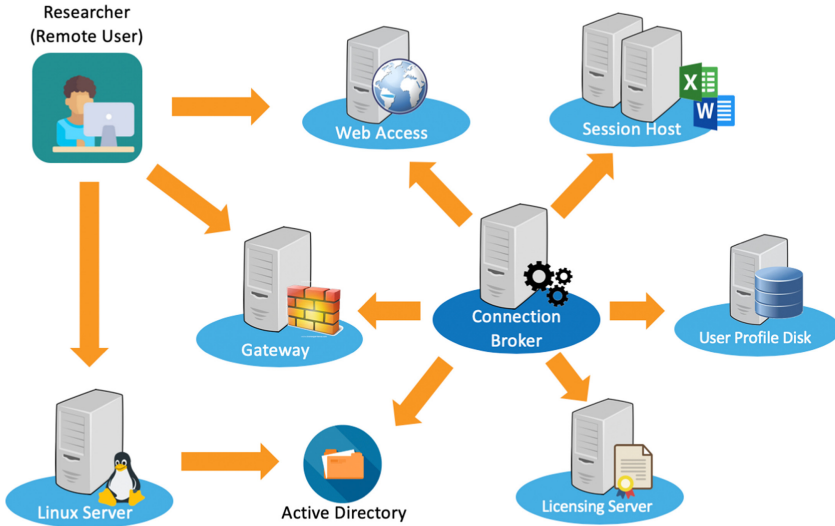 Researcher
(Remote User)
Web Access
Session Host
X
W
Gateway
Connection
Broker
User Profile Disk
Linux Server
Active Directory
Licensing Server